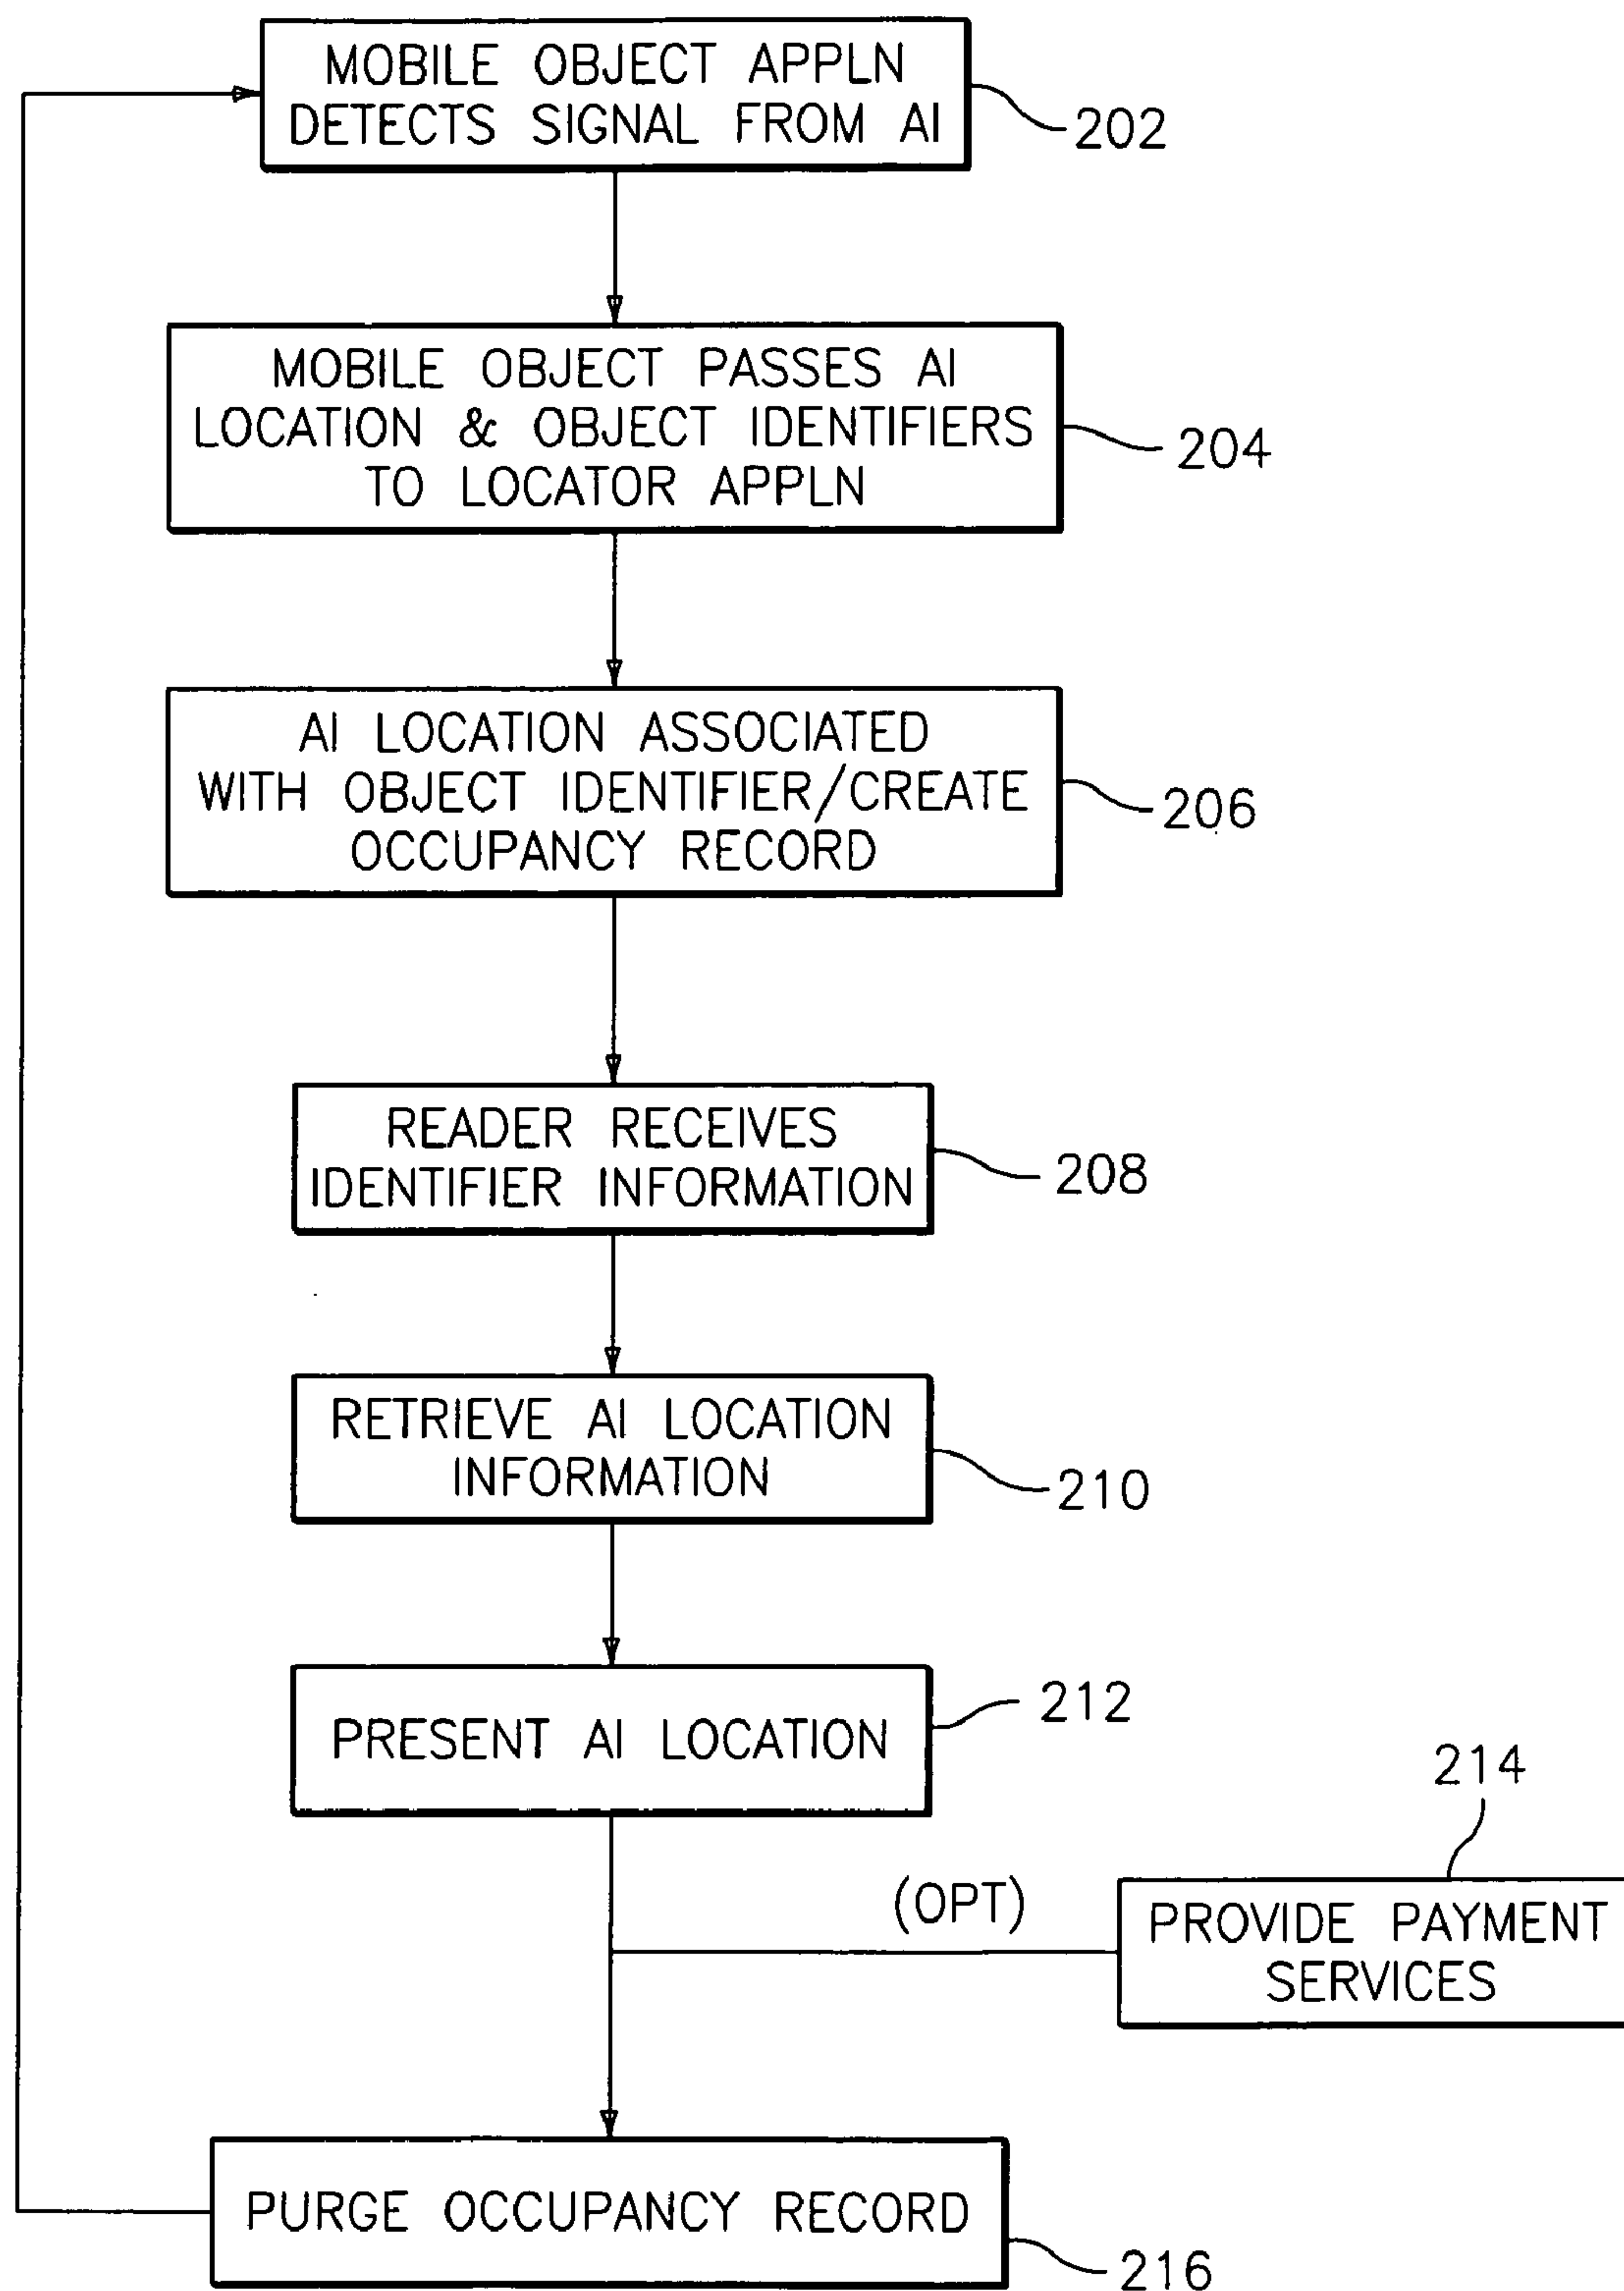 MOBILE OBJECT APPLN
DETECTS SIGNAL FROM AI
202
MOBILE OBJECT PASSES AI
LOCATION & OBJECT IDENTIFIERS
TO LOCATOR APPLN
204
AI LOCATION ASSOCIATED
WITH OBJECT IDENTIFIER/CREATE
OCCUPANCY RECORD
206
READER RECEIVES
IDENTIFIER INFORMATION
208
RETRIEVE AI LOCATION
INFORMATION
210
PRESENT AI LOCATION
212
(OPT)
214
PROVIDE PAYMENT
SERVICES
PURGE OCCUPANCY RECORD
216